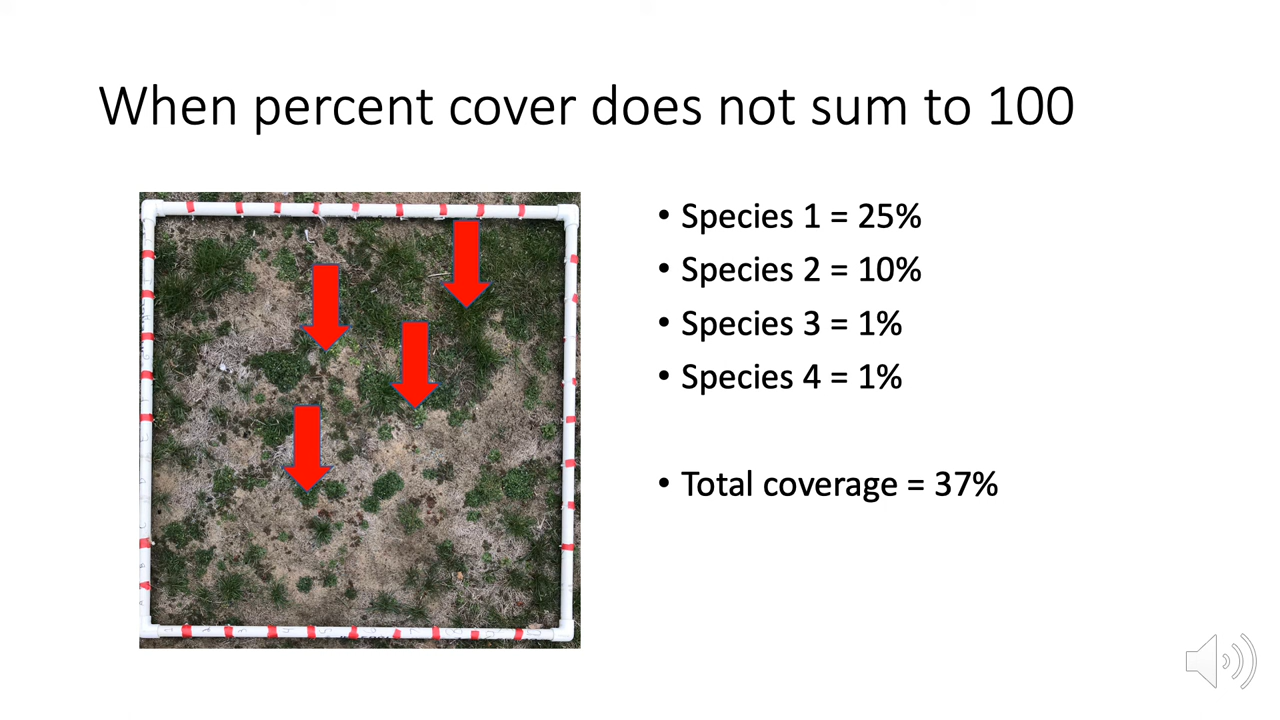 When percent cover does not sum to 100
• Species 1 = 25%
• Species 2 = 10%
• Species 3 = 1%
• Species 4 = 1%
• Total coverage = 37%